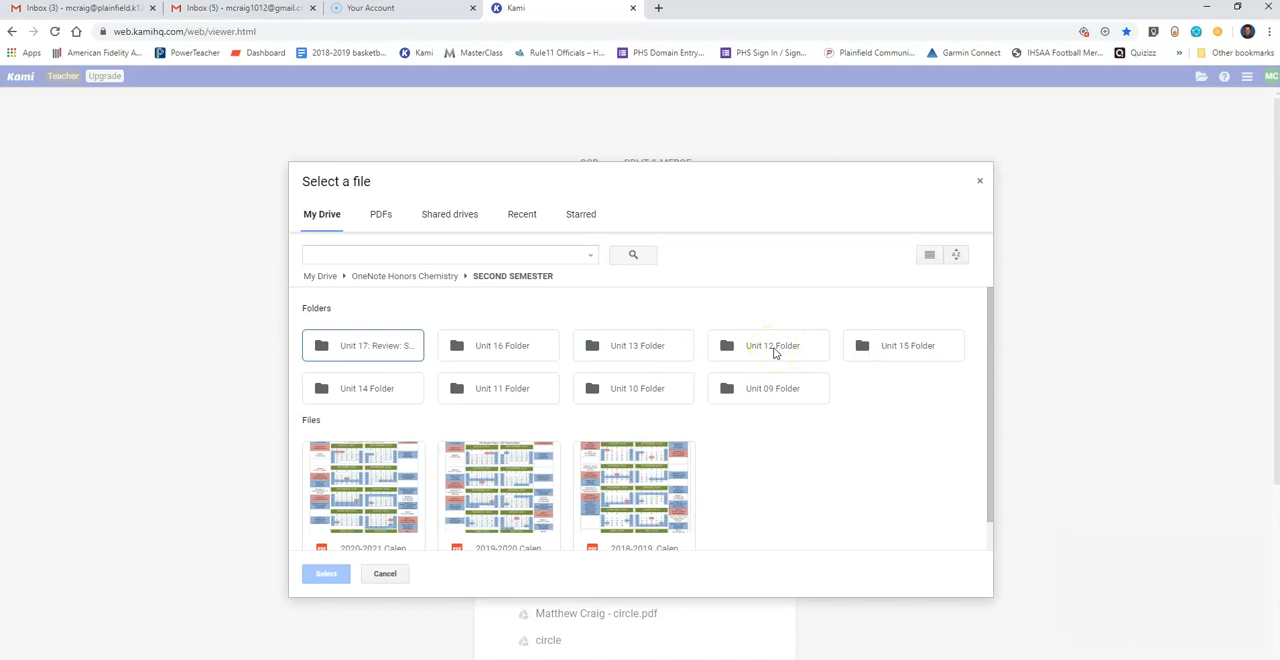 Inbox (3) - mcraig@plainfield.k12
Inbox (5) - mcraig1012@gmail.c
Your Account
Kami
web.kamihq.com/web/viewer.html
Apps
American Fidelity A...
PowerTeacher
Dashboard
2018-2019 basketb...
Kami
MasterClass
Rule11 Officials – H...
PHS Domain Entry...
PHS Sign In / Sign...
Plainfield Communi...
Garmin Connect
IHSAA Football Mer...
Quizizz
»
Other bookmarks
Kami Teacher Upgrade
MC
Select a file
My Drive PDFs Shared drives Recent Starred
My Drive OneNote Honors Chemistry SECOND SEMESTER
Folders
Unit 17: Review: S... Unit 16 Folder Unit 13 Folder Unit 12 Folder Unit 15 Folder
Unit 14 Folder Unit 11 Folder Unit 10 Folder Unit 09 Folder
Files
2020-2021 Calen 2019-2020 Calen 2018-2019 Calen
Select Cancel
Matthew Craig - circle.pdf
circle